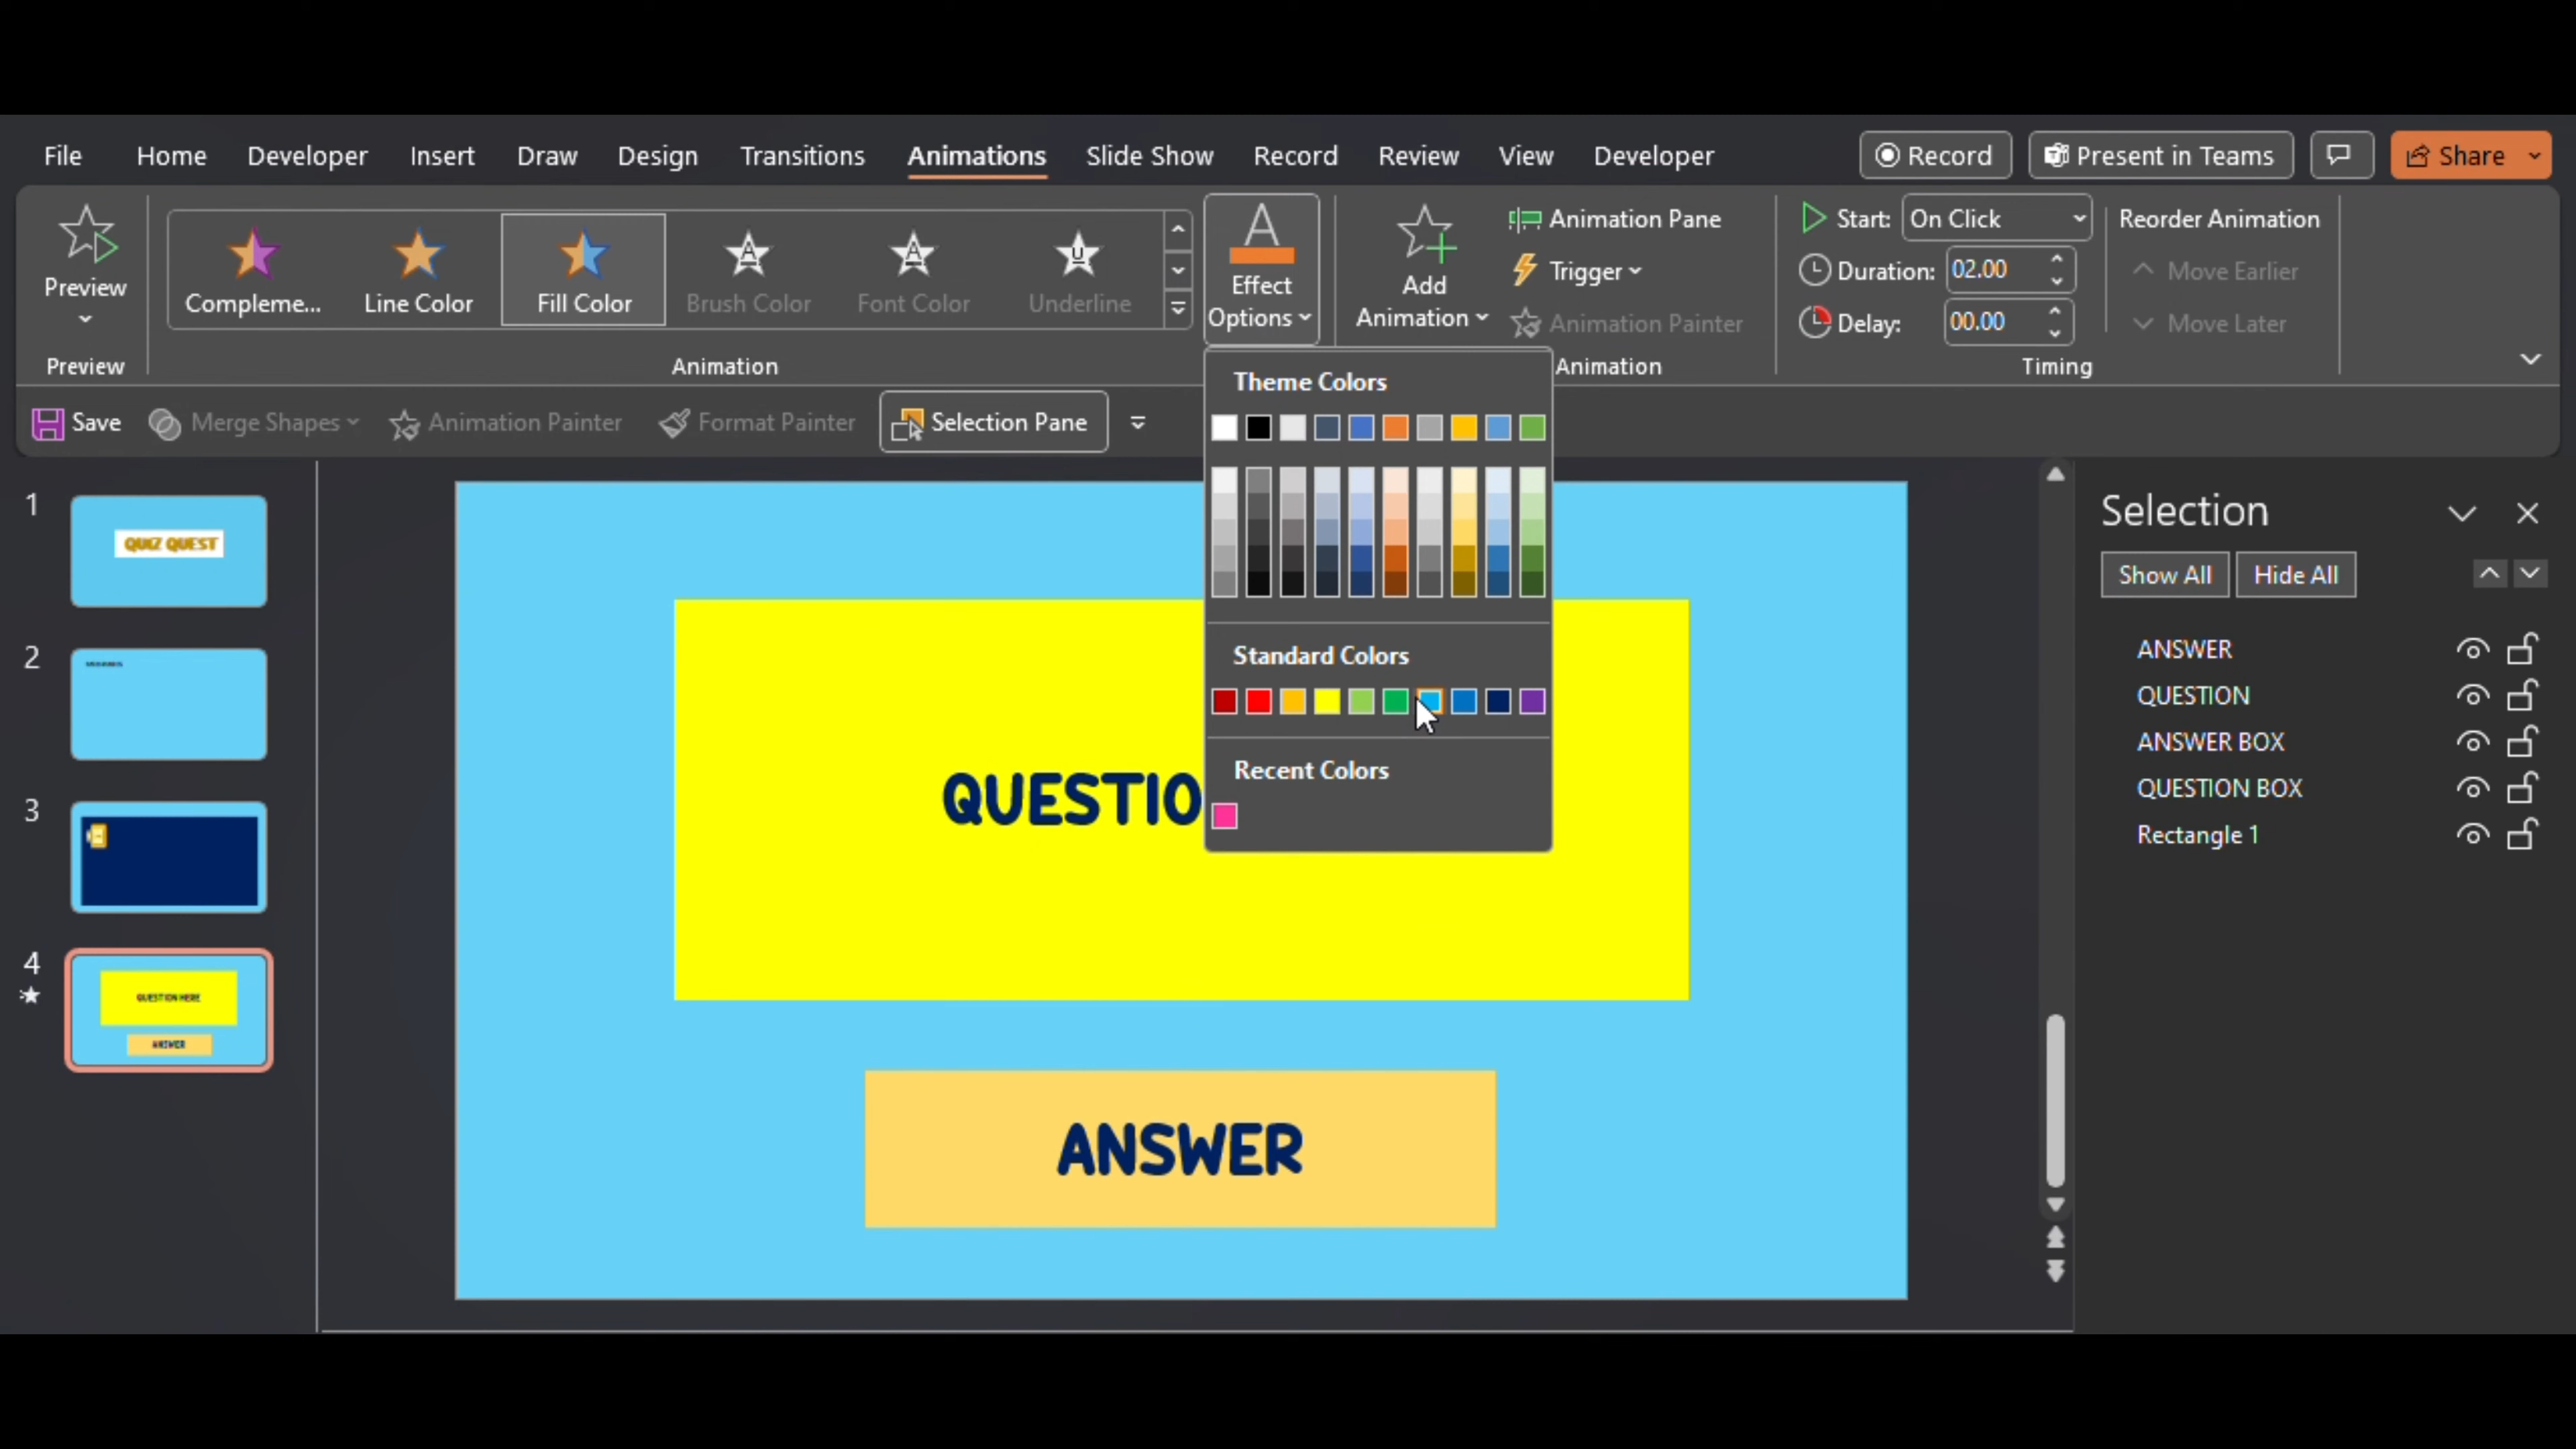 File Home Developer Insert Draw Design Transitions Animations Slide Show Record Review View Developer Record Present in Teams Share
Preview
Compleme... Line Color Fill Color Brush Color Font Color Underline
Effect Options
Add Animation
Animation Pane
Trigger
Animation Painter
Start: On Click
Duration: 02.00
Delay: 00.00
Reorder Animation
Move Earlier
Move Later
Preview Animation Animation Timing
Save Merge Shapes Animation Painter Format Painter Selection Pane
Theme Colors
Standard Colors
Recent Colors
1
QUIZ QUEST
2
3
4
QUESTION HERE
ANSWER
QUESTIO
ANSWER
Selection
Show All Hide All
ANSWER
QUESTION
ANSWER BOX
QUESTION BOX
Rectangle 1